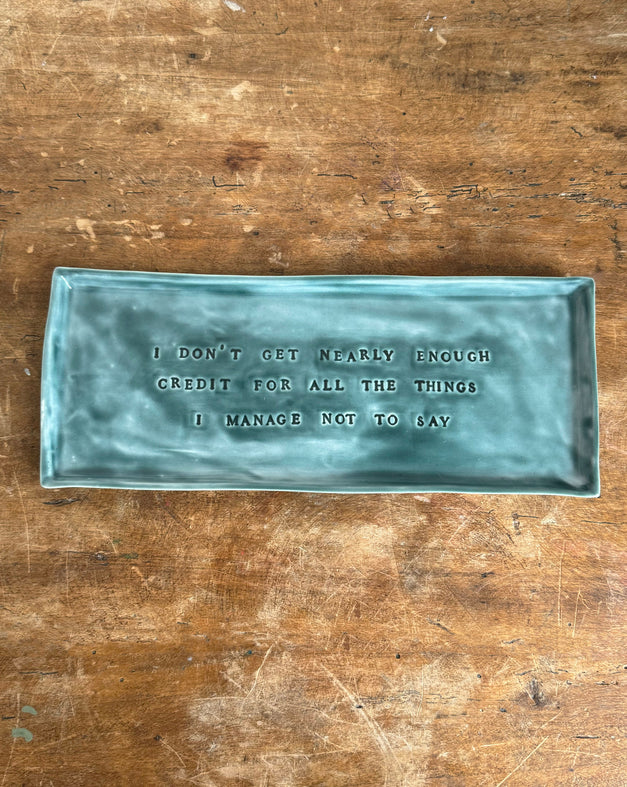 I DON'T GET NEARLY ENOUGH
CREDIT FOR ALL THE THINGS
I MANAGE NOT TO SAY